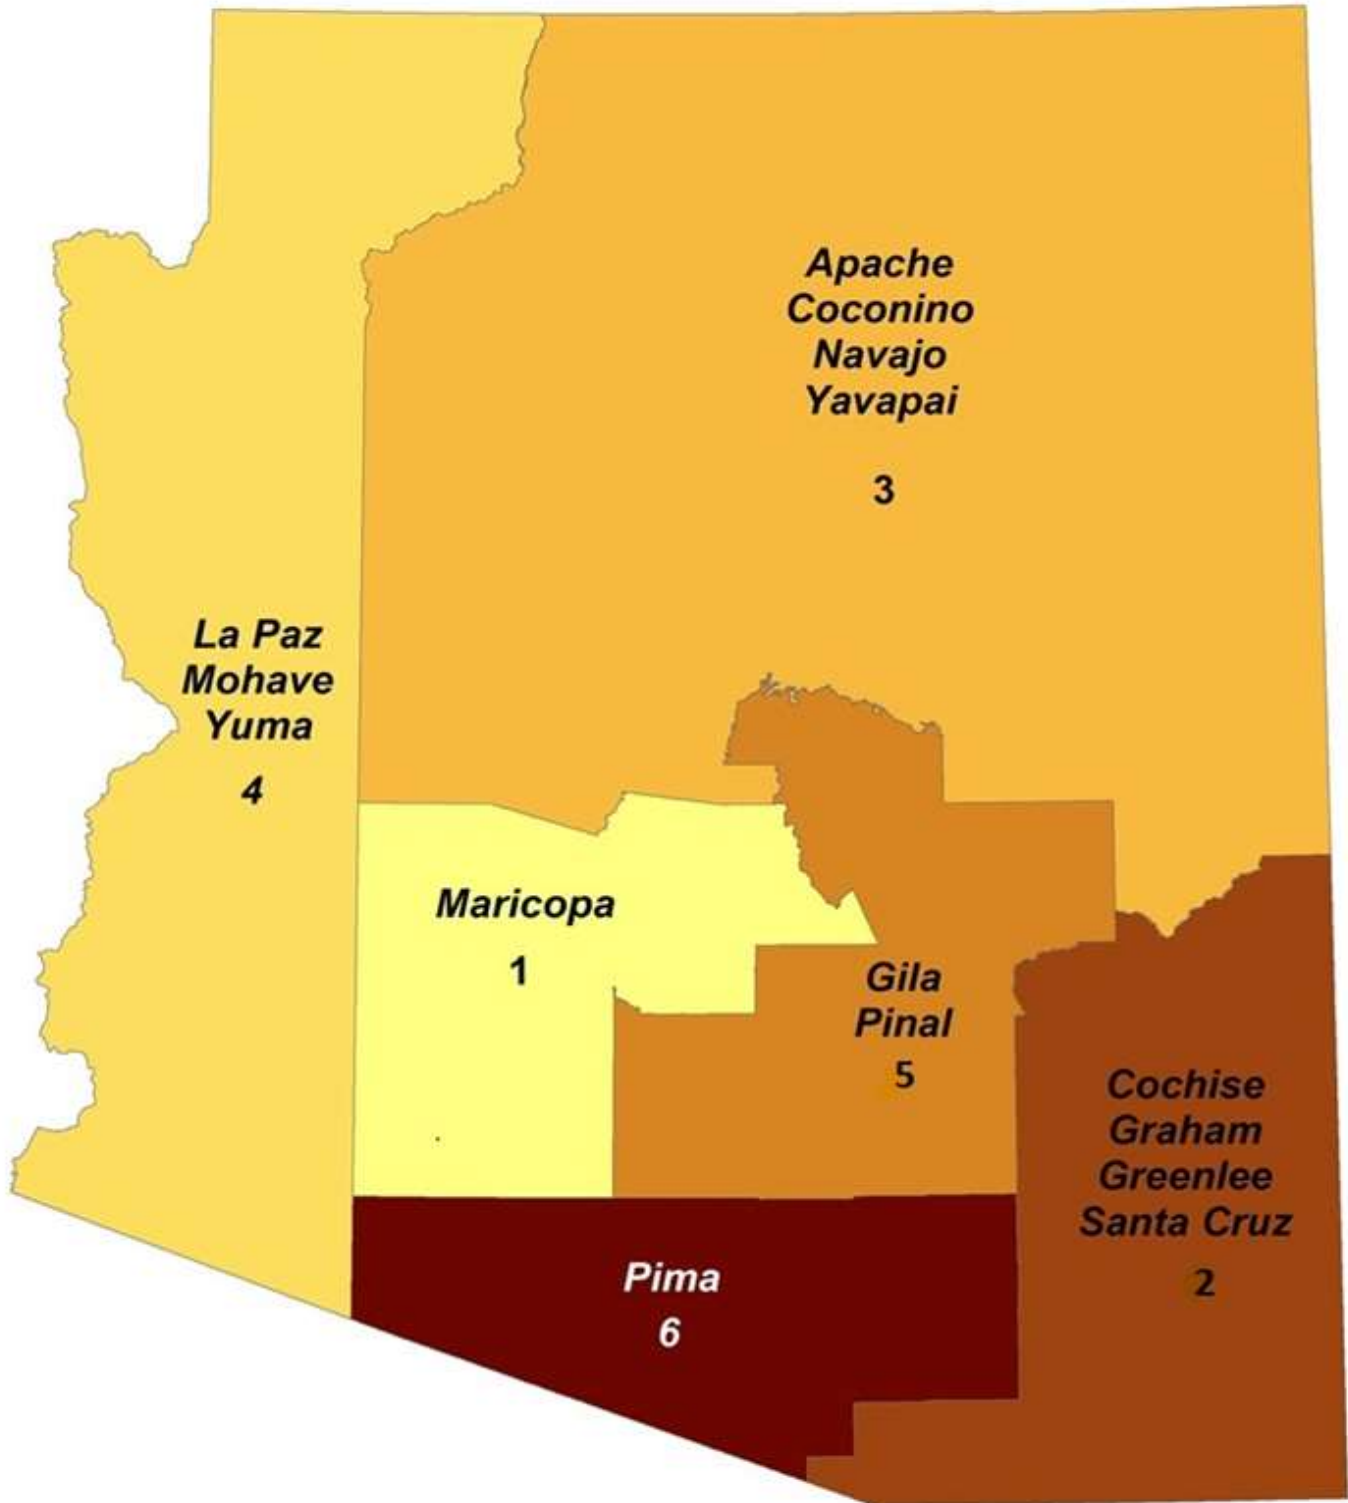 Apache
Coconino
Navajo
Yavapai
3
La Paz
Mohave
Yuma
4
Maricopa
1
Gila
Pinal
5
Cochise
Graham
Greenlee
Santa Cruz
2
Pima
6